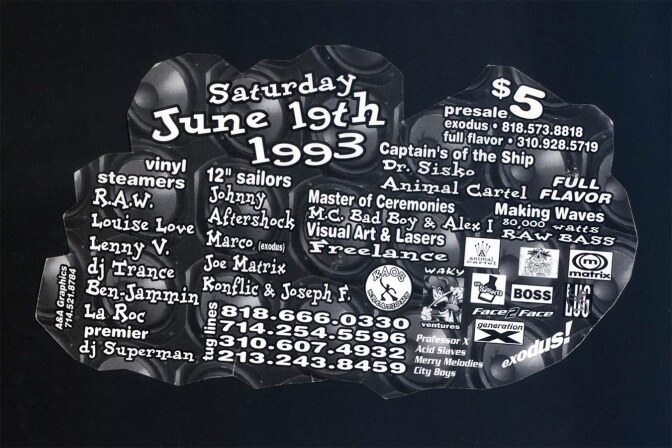 Saturday
June 19th
1993
$5
presale
exodus • 818.573.8818
full flavor • 310.928.5719
Captain's of the Ship
Dr. Sisko
Animal Cartel
FULL
FLAVOR
vinyl
steamers
R.A.W.
Louise Love
Lenny V.
dj Trance
Ben-Jammin
La Roc
premier
dj Superman
12" sailors
Johnny
Aftershock
Marco (exodus)
Joe Matrix
Konflic & Joseph F.
Master of Ceremonies
M.C. Bad Boy & Alex I
Visual Art & Lasers
Freelance
Making Waves
30,000 watts
RAW BASS
A&A Graphics
714.521.8784
tug lines
818.666.0330
714.254.5596
310.607.4932
213.243.8459
KAOS
WAKY
ventures
Professor X
Acid Slaves
Merry Melodies
City Boys
animal
cartel
m
matrix
BOSS
Face2Face
generation
X
exodus!